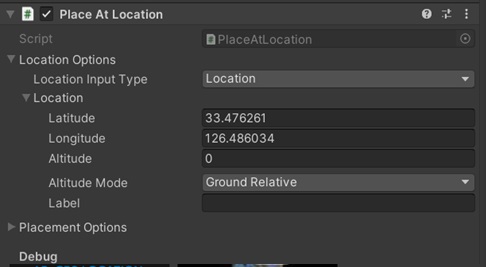 Place At Location
Script PlaceAtLocation
Location Options
Location Input Type Location
Location
Latitude 33.476261
Longitude 126.486034
Altitude 0
Altitude Mode Ground Relative
Label
Placement Options
Debug